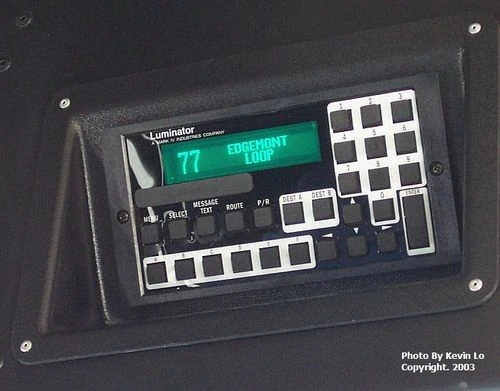 Luminator
A MARK IV INDUSTRIES COMPANY
77 EDGEMONT
LOOP
1 2 3
4 5 6
7 8 9
0
MENU SELECT MESSAGE TEXT ROUTE P/R DEST A DEST B
ENTER
A B C D E F
Photo By Kevin Lo
Copyright. 2003